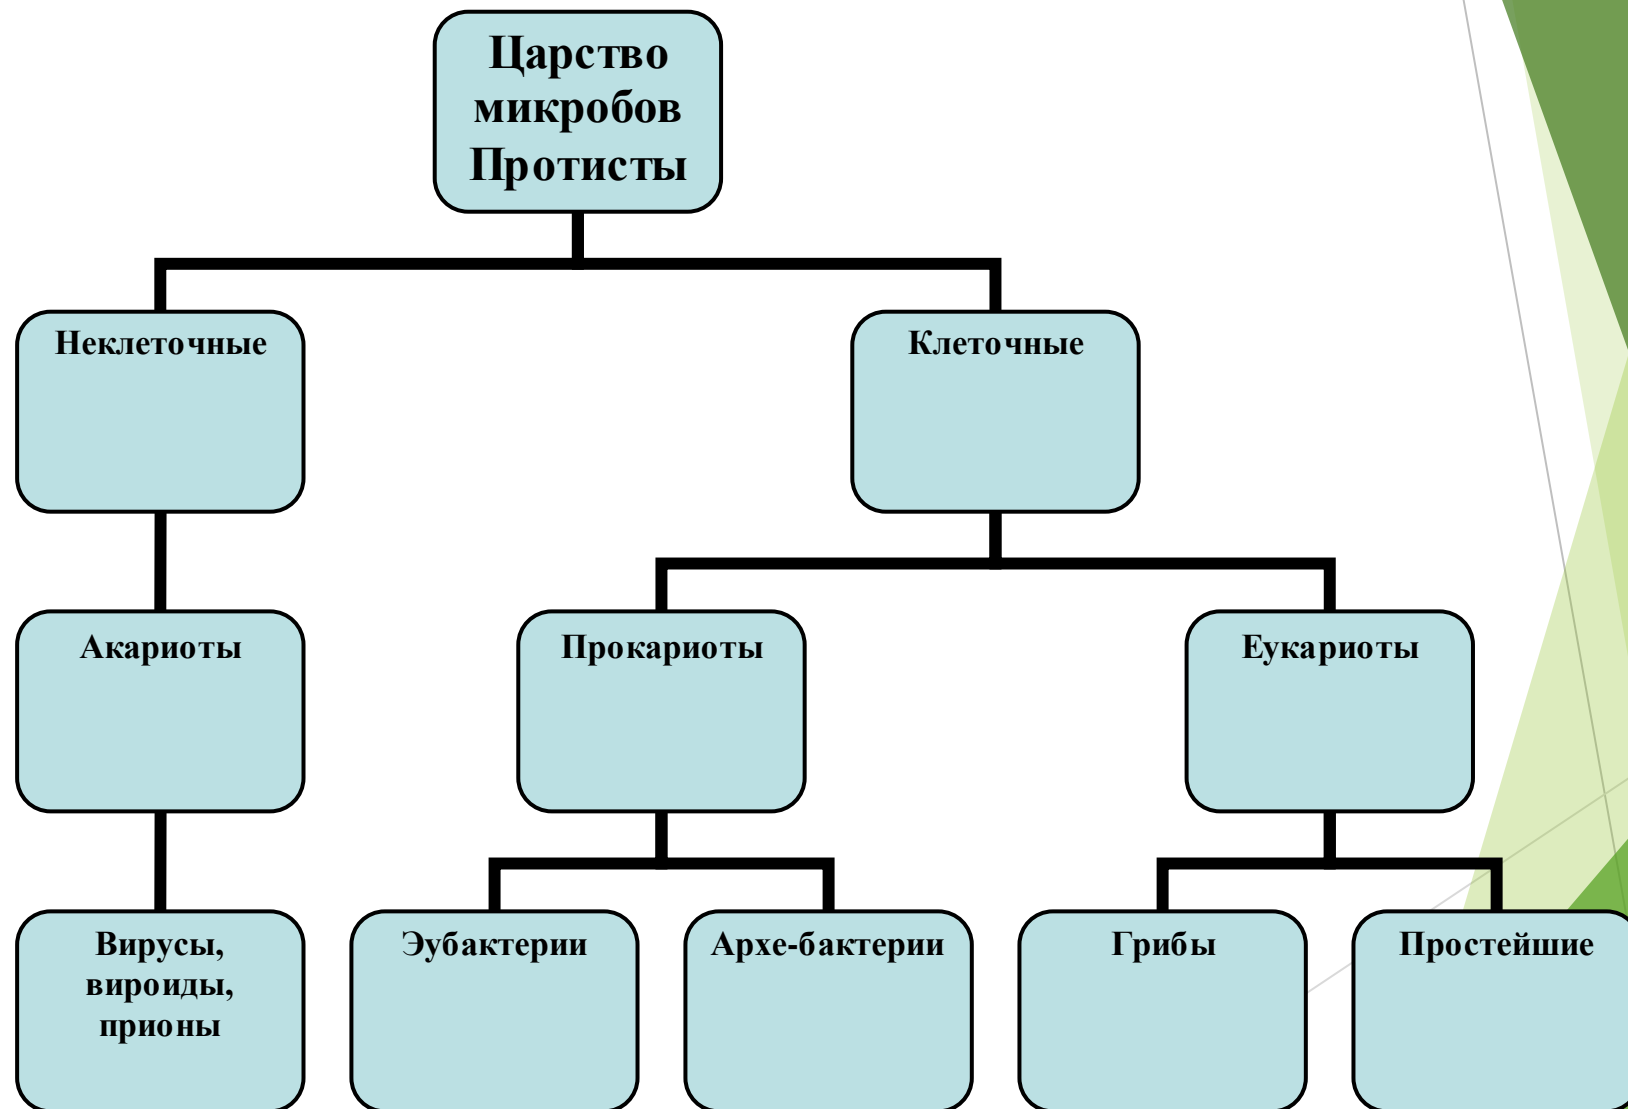 Царство
микробов
Протисты
Неклеточные
Клеточные
Акариоты
Прокариоты
Еукариоты
Вирусы,
вироиды,
прионы
Эубактерии
Архе-бактерии
Грибы
Простейшие